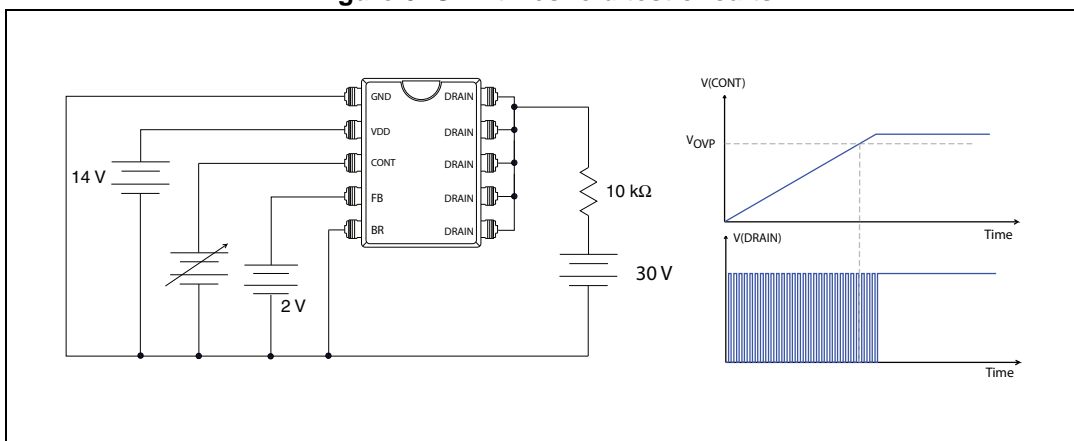 GND DRAIN
VDD DRAIN
CONT DRAIN
FB DRAIN
BR DRAIN
14 V
2 V
10 kΩ
30 V
V(CONT)
VOVP
Time
V(DRAIN)
Time